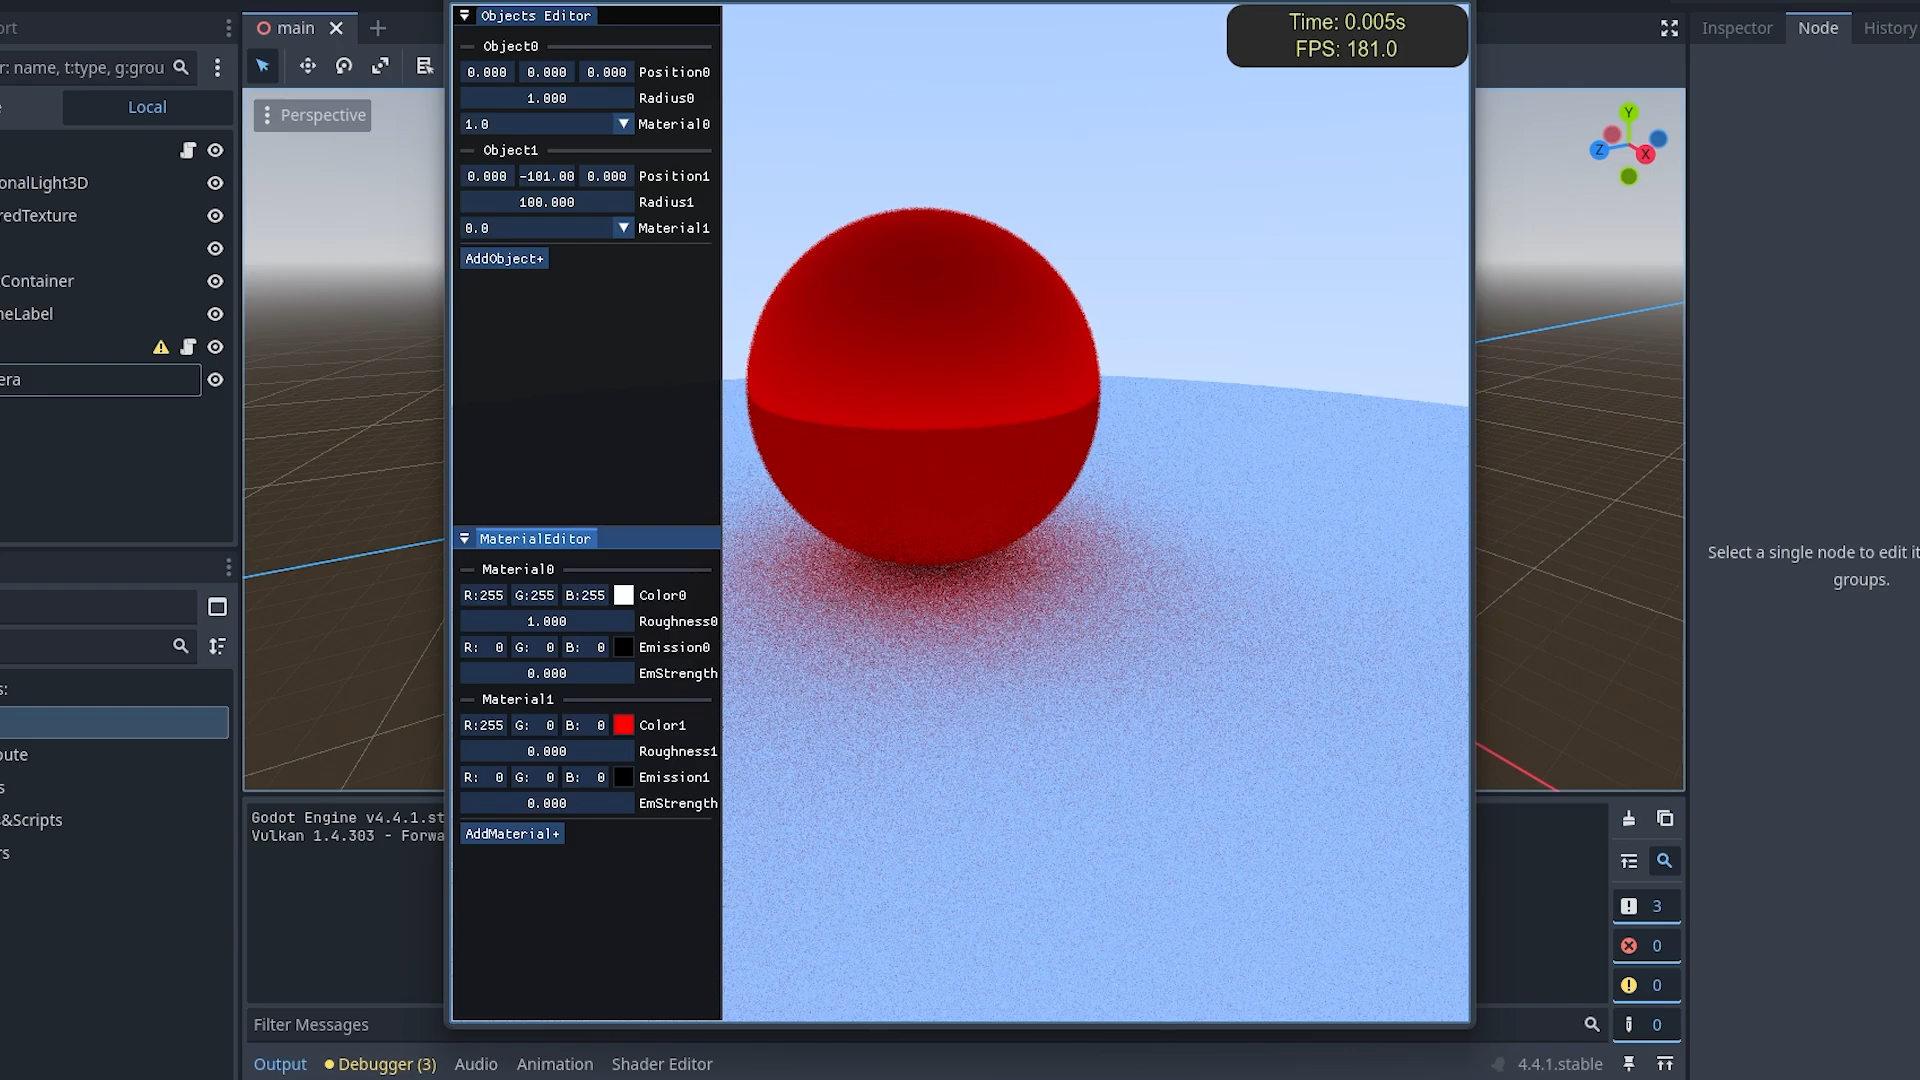 ort
r: name, t:type, g:grou
Local
onalLight3D
redTexture
Container
neLabel
era
s:
oute
s
&Scripts
rs
main
Perspective
Godot Engine v4.4.1.st
Vulkan 1.4.303 - Forwa
Filter Messages
Output
Debugger (3)
Audio
Animation
Shader Editor
4.4.1.stable
Objects Editor
Object0
0.000 0.000 0.000 Position0
1.000 Radius0
1.0 Material0
Object1
0.000 -101.00 0.000 Position1
100.000 Radius1
0.0 Material1
AddObject+
MaterialEditor
Material0
R:255 G:255 B:255 Color0
1.000 Roughness0
R: 0 G: 0 B: 0 Emission0
0.000 EmStrength
Material1
R:255 G: 0 B: 0 Color1
0.000 Roughness1
R: 0 G: 0 B: 0 Emission1
0.000 EmStrength
AddMaterial+
Time: 0.005s
FPS: 181.0
Y
Z
X
3
0
0
0
Inspector
Node
History
Select a single node to edit it
groups.